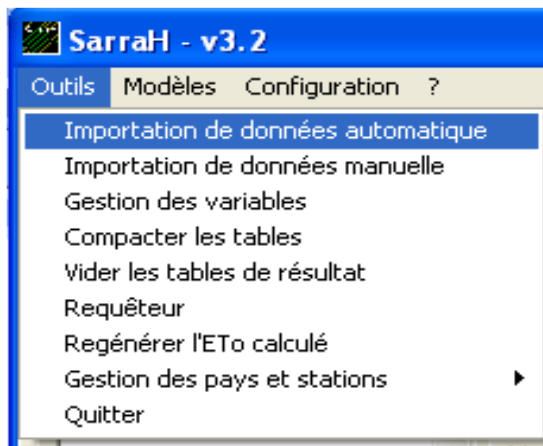 SarraH - v3.2
Outils Modèles Configuration ?
Importation de données automatique
Importation de données manuelle
Gestion des variables
Compacter les tables
Vider les tables de résultat
Requêteur
Regénérer l'ETo calculé
Gestion des pays et stations
Quitter